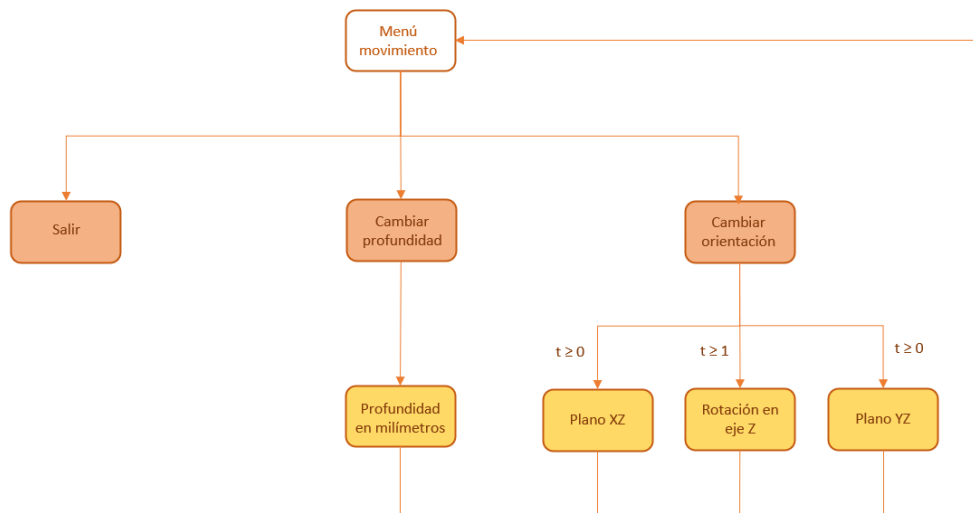 Menú
movimiento
Salir
Cambiar
profundidad
Cambiar
orientación
t ≥ 0
t ≥ 1
t ≥ 0
Profundidad
en milímetros
Plano XZ
Rotación en
eje Z
Plano YZ